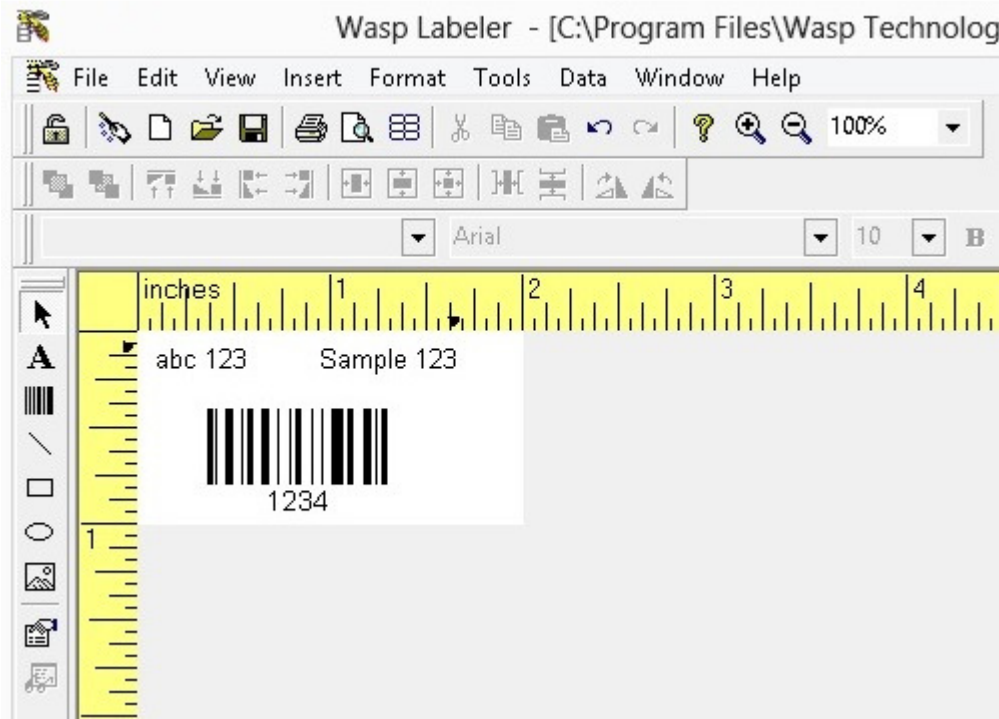 Wasp Labeler - [C:\Program Files\Wasp Technolog
File Edit View Insert Format Tools Data Window Help
100%
Arial 10 B
inches 1 2 3 4
A abc 123 Sample 123
1234
1